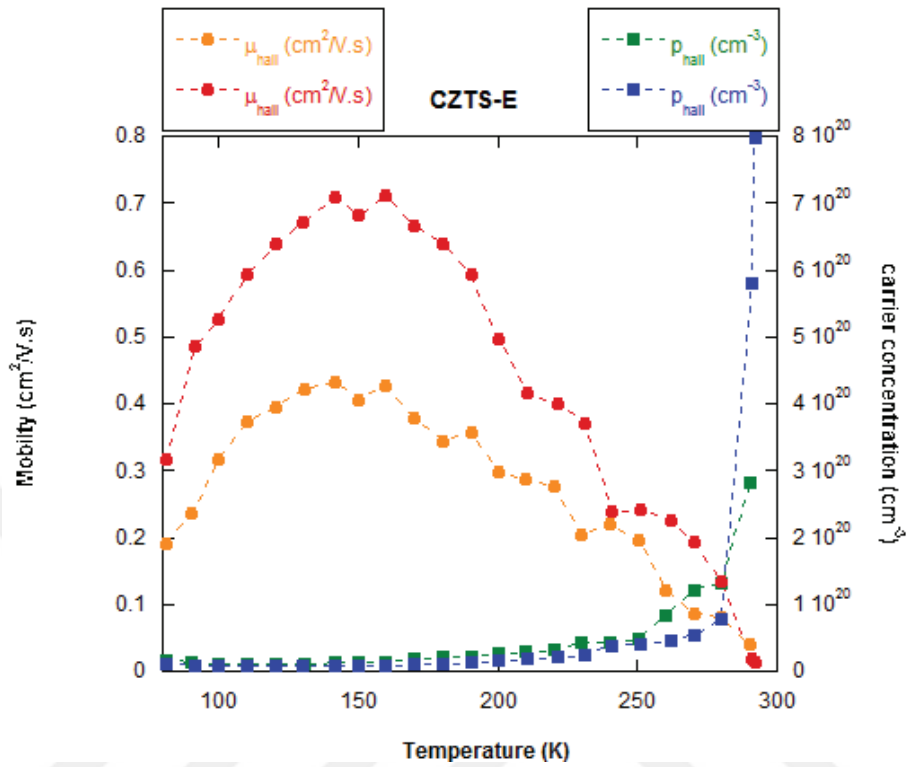 μhall (cm²/V.s)
μhall (cm²/V.s)
phall (cm⁻³)
phall (cm⁻³)
CZTS-E
0.8
0.7
0.6
0.5
0.4
0.3
0.2
0.1
0
Mobilty (cm²/V.s)
8 10²⁰
7 10²⁰
6 10²⁰
5 10²⁰
4 10²⁰
3 10²⁰
2 10²⁰
1 10²⁰
0
carrier concentration (cm⁻³)
100 150 200 250 300
Temperature (K)